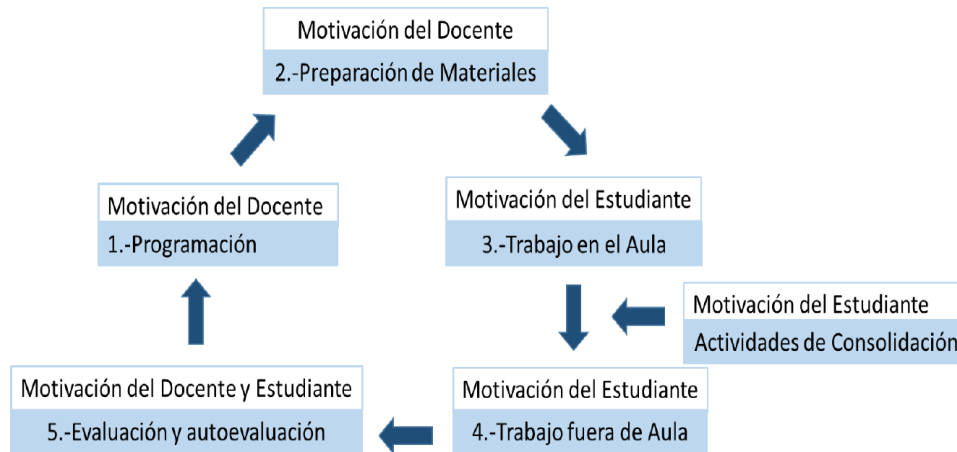 Motivación del Docente
2.-Preparación de Materiales
Motivación del Docente
1.-Programación
Motivación del Estudiante
3.-Trabajo en el Aula
Motivación del Estudiante
Actividades de Consolidación
Motivación del Docente y Estudiante
5.-Evaluación y autoevaluación
Motivación del Estudiante
4.-Trabajo fuera de Aula